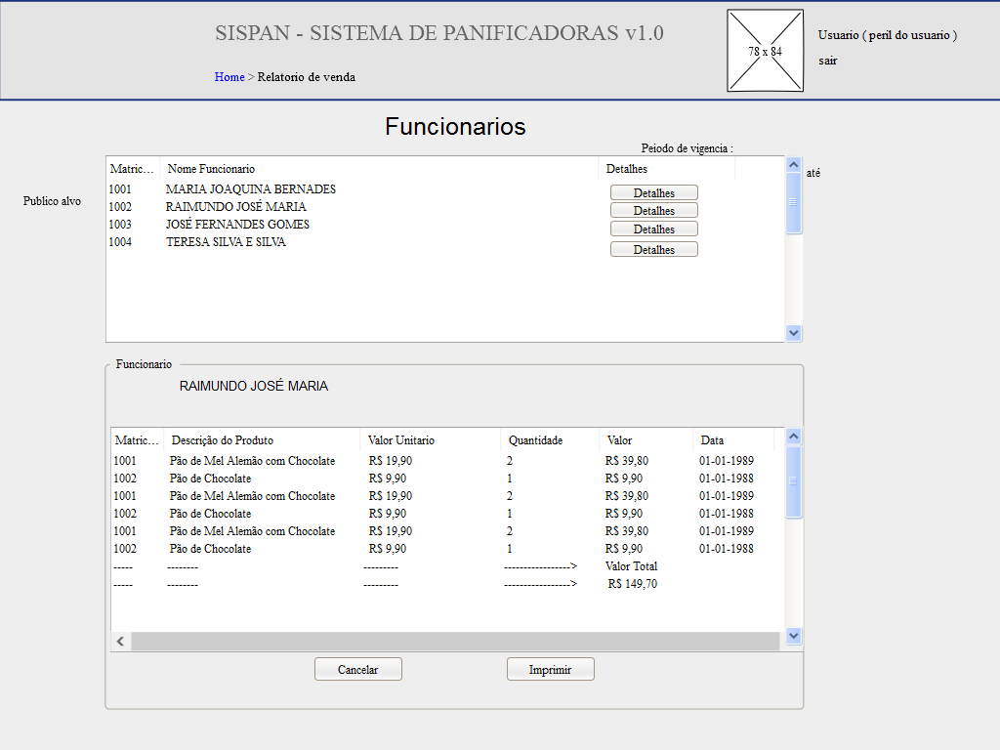 SISPAN - SISTEMA DE PANIFICADORAS v1.0
78 x 84
Usuario ( peril do usuario )
sair
Home > Relatorio de venda
Funcionarios
Peiodo de vigencia :
até
Publico alvo
Matric... Nome Funcionario Detalhes
1001 MARIA JOAQUINA BERNADES Detalhes
1002 RAIMUNDO JOSÉ MARIA Detalhes
1003 JOSÉ FERNANDES GOMES Detalhes
1004 TERESA SILVA E SILVA Detalhes
Funcionario
RAIMUNDO JOSÉ MARIA
Matric... Descrição do Produto Valor Unitario Quantidade Valor Data
1001 Pão de Mel Alemão com Chocolate R$ 19,90 2 R$ 39,80 01-01-1989
1002 Pão de Chocolate R$ 9,90 1 R$ 9,90 01-01-1988
1001 Pão de Mel Alemão com Chocolate R$ 19,90 2 R$ 39,80 01-01-1989
1002 Pão de Chocolate R$ 9,90 1 R$ 9,90 01-01-1988
1001 Pão de Mel Alemão com Chocolate R$ 19,90 2 R$ 39,80 01-01-1989
1002 Pão de Chocolate R$ 9,90 1 R$ 9,90 01-01-1988
----- -------- --------- -----------------> Valor Total
----- -------- --------- -----------------> R$ 149,70
Cancelar Imprimir